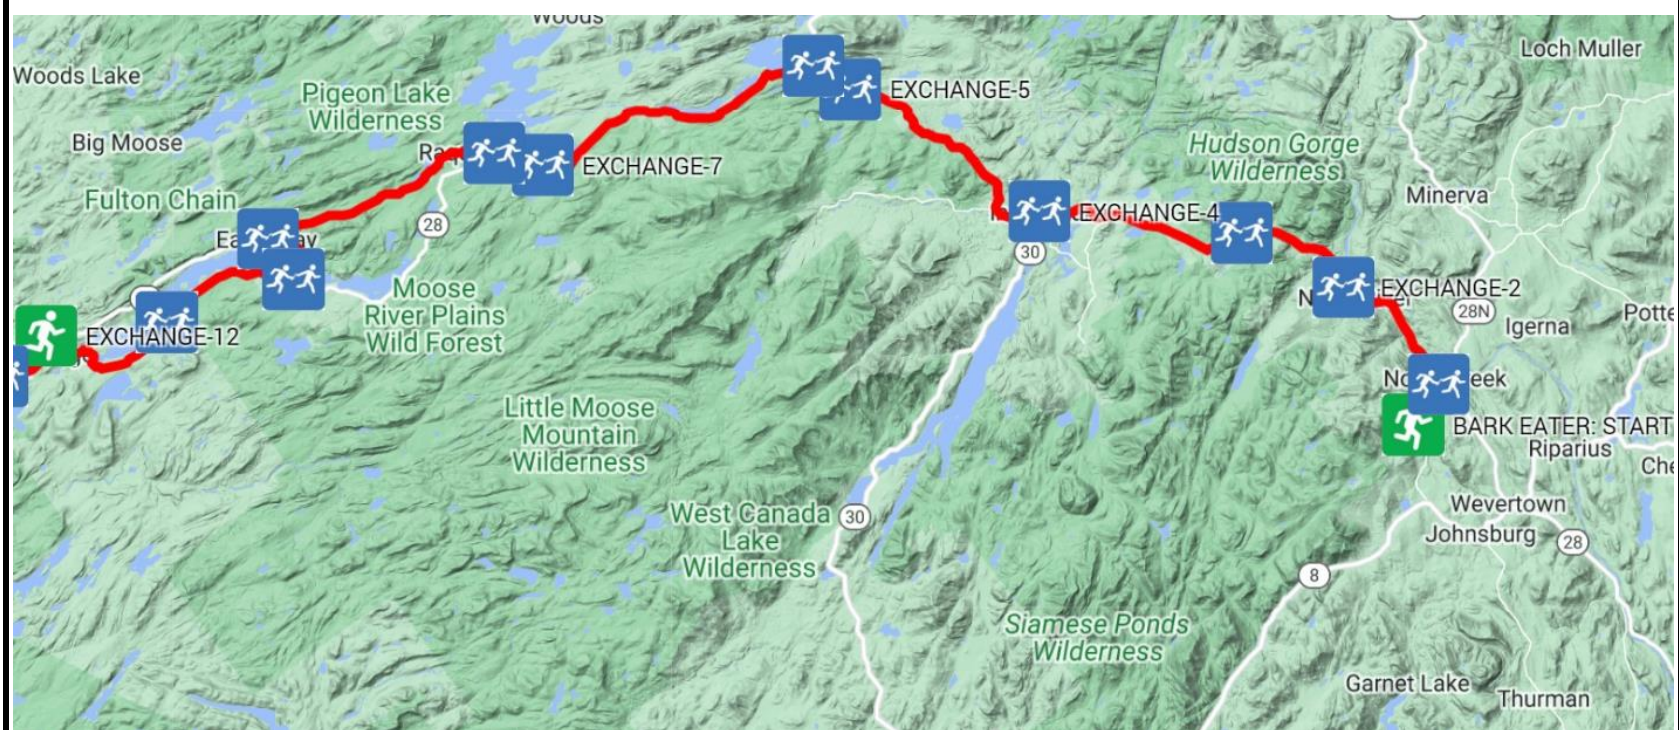 Woods
Loch Muller
Woods Lake
EXCHANGE-5
Pigeon Lake
Wilderness
Big Moose
Hudson Gorge
Wilderness
EXCHANGE-7
Minerva
Fulton Chain
EXCHANGE-4
28
30
Moose
River Plains
Wild Forest
EXCHANGE-2
28N
Igerna
Potte
EXCHANGE-12
eek
Little Moose
Mountain
Wilderness
BARK EATER: START
Riparius
Che
West Canada
Lake
Wilderness
30
Wevertown
Johnsburg
28
8
Siamese Ponds
Wilderness
Garnet Lake
Thurman